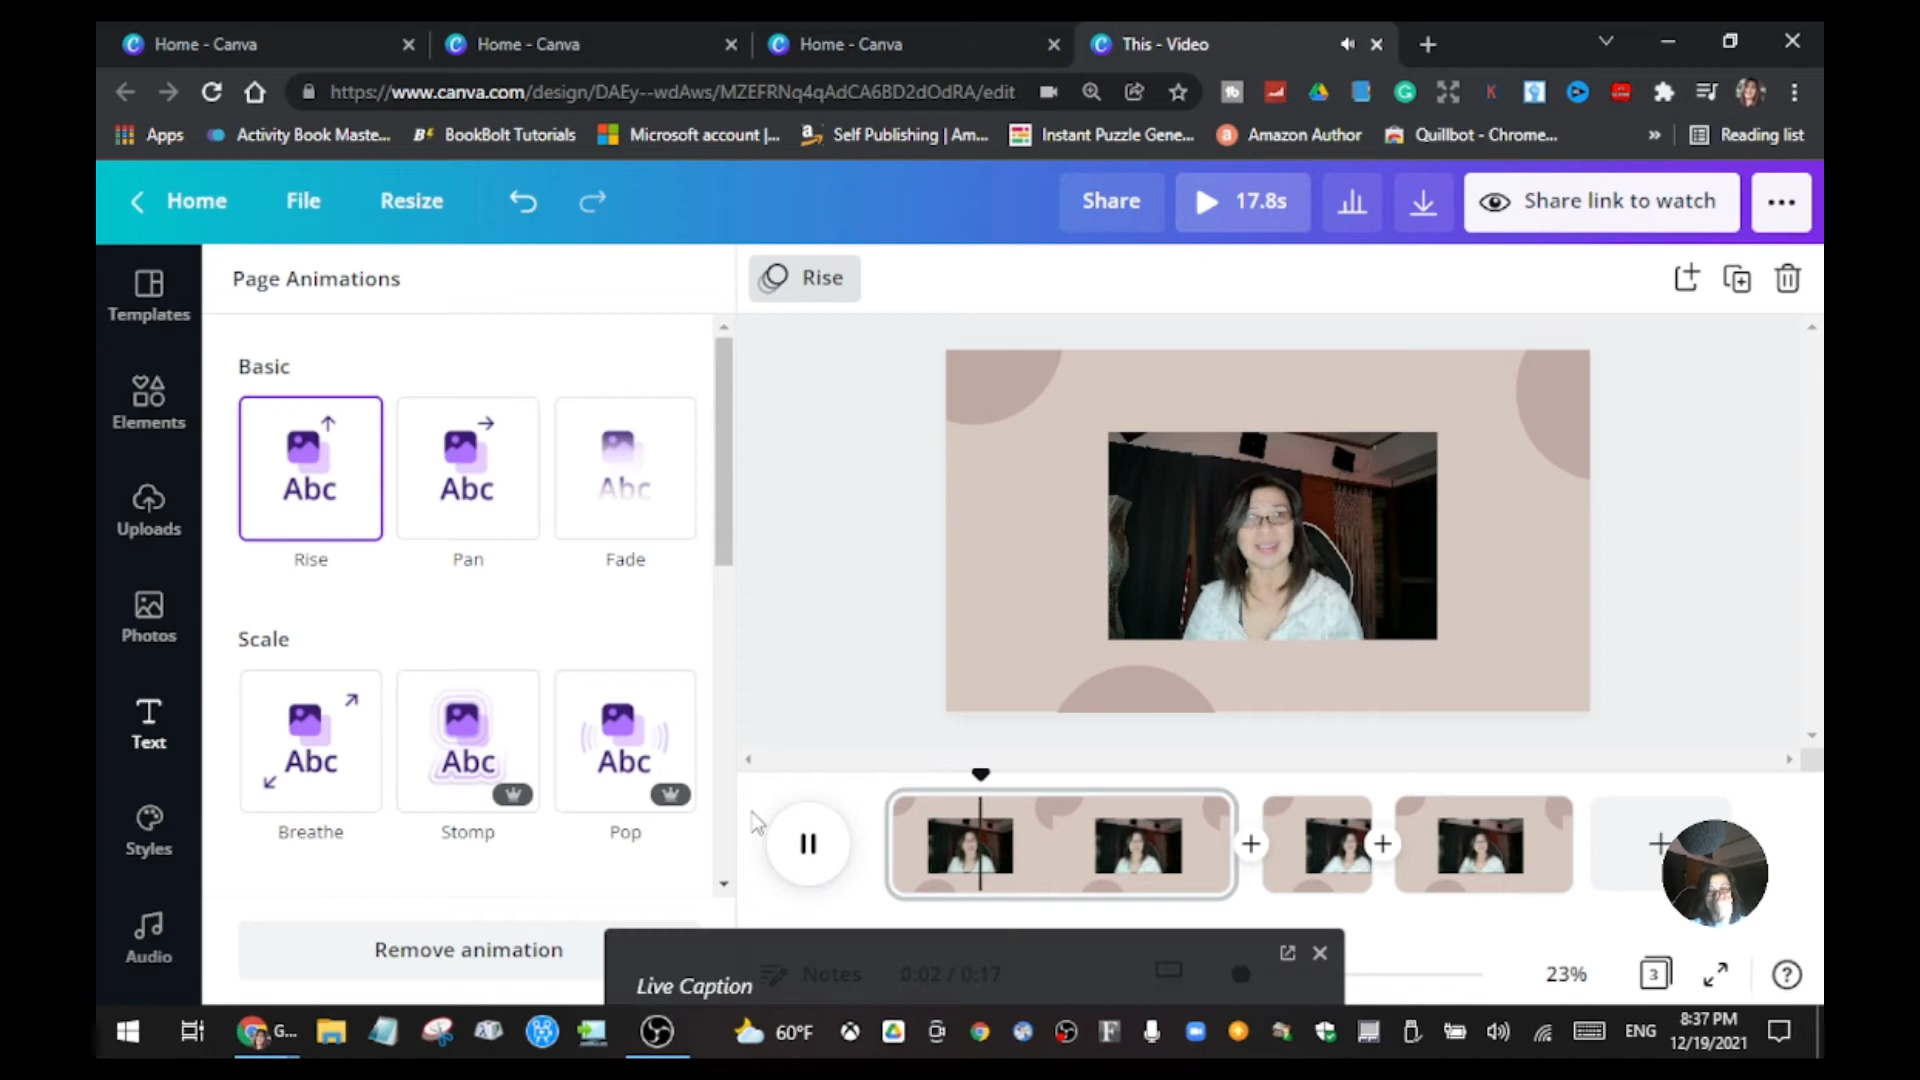 Home - Canva
Home - Canva
Home - Canva
This - Video
https://www.canva.com/design/DAEy--wdAws/MZEFRNq4qAdCA6BD2dOdRA/edit
Apps
Activity Book Maste...
BookBolt Tutorials
Microsoft account |...
Self Publishing | Am...
Instant Puzzle Gene...
Amazon Author
Quillbot - Chrome...
»
Reading list
Home
File
Resize
Share
17.8s
Share link to watch
Templates
Elements
Uploads
Photos
Text
Styles
Audio
Page Animations
Basic
Abc
Abc
Abc
Rise
Pan
Fade
Scale
Abc
Abc
Abc
Breathe
Stomp
Pop
Remove animation
Rise
Live Caption
Notes
0:02 / 0:17
23%
3
G...
60°F
ENG
8:37 PM
12/19/2021